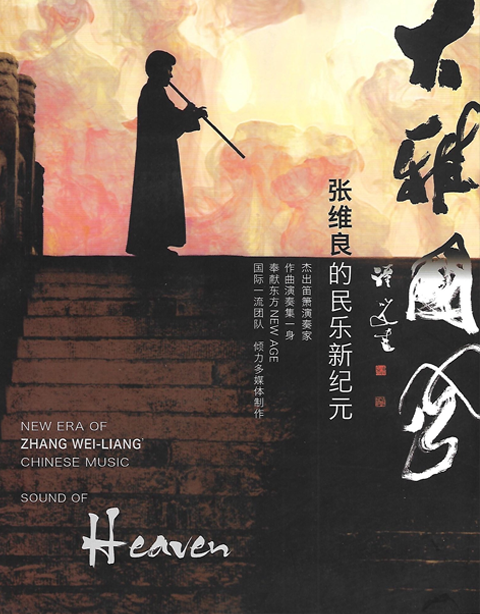 大雅國風
张维良的民乐新纪元
杰出笛箫演奏家
作曲演奏集一身
奉献东方NEW AGE
国际一流团队 倾力多媒体制作
NEW ERA OF
ZHANG WEI-LIANG'
CHINESE MUSIC
SOUND OF
Heaven